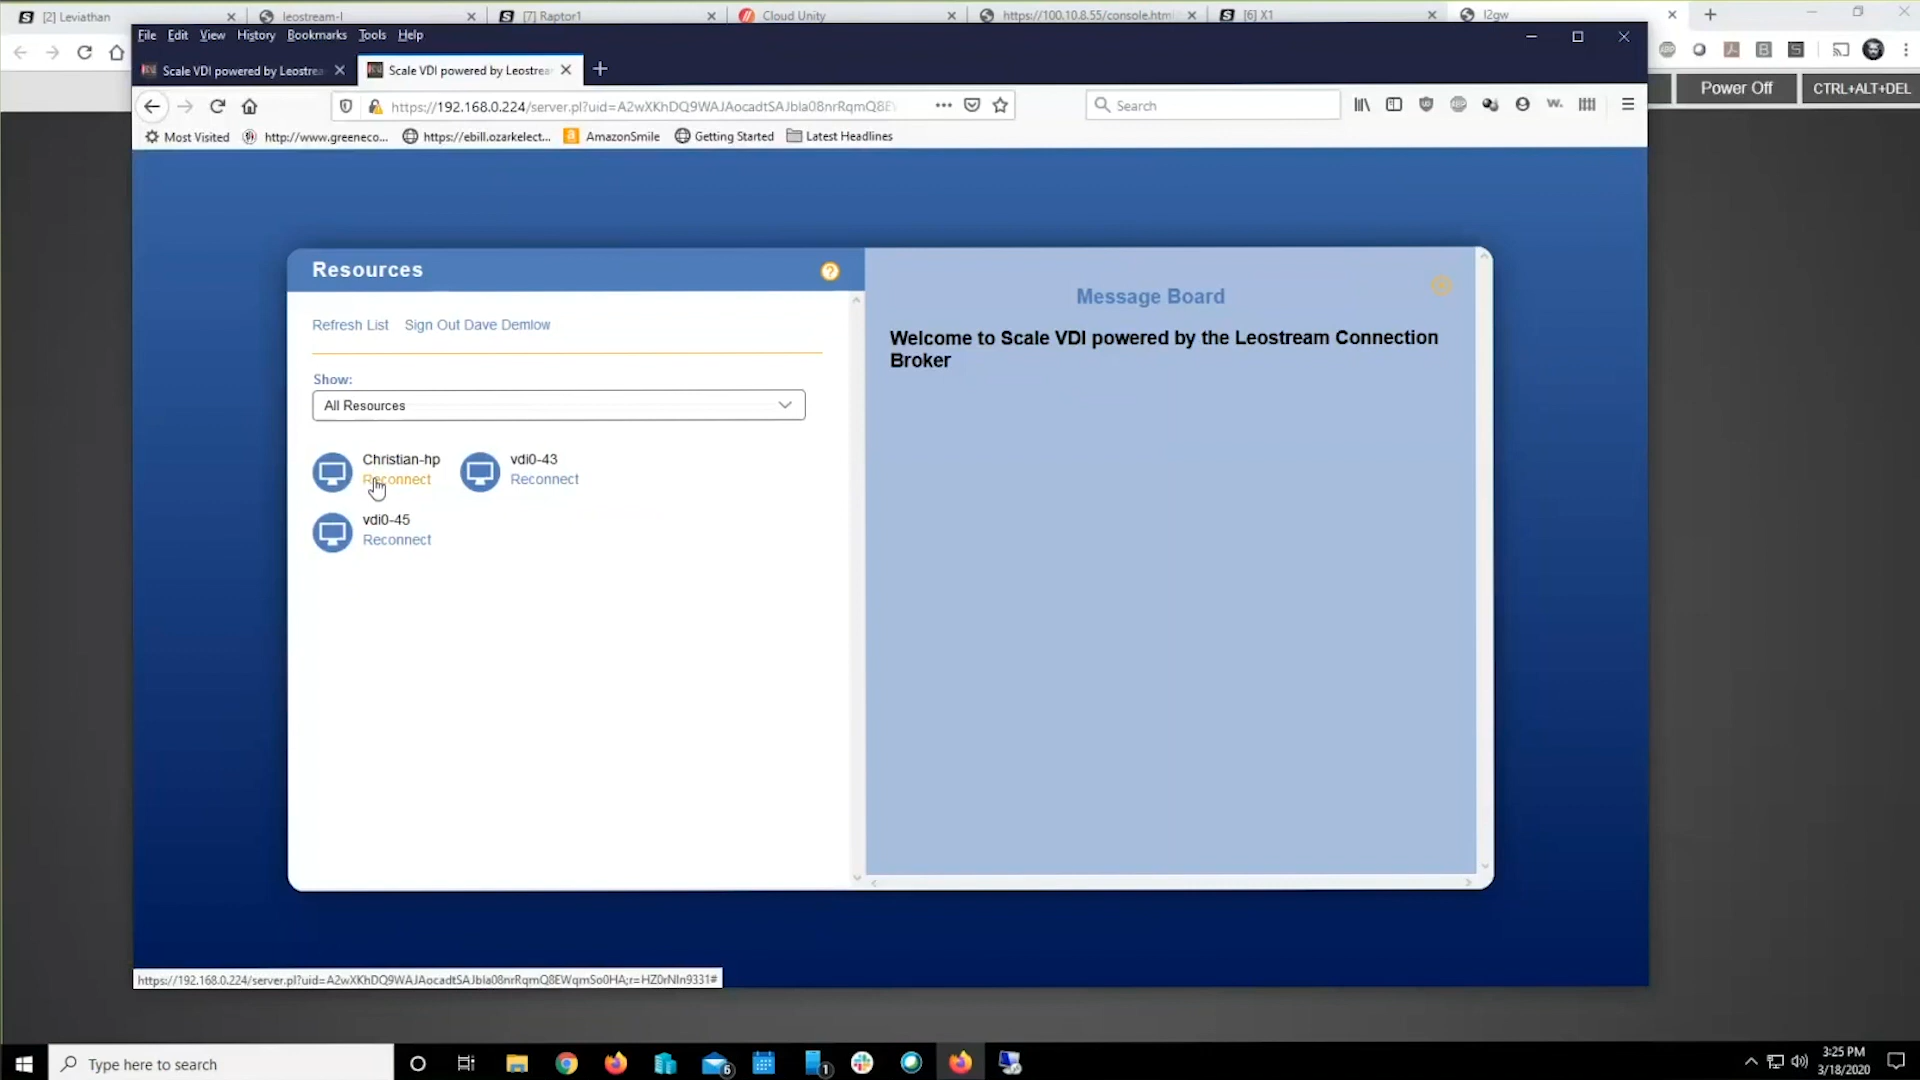 [2] Leviathan
leostream-l
[7] Raptor1
Cloud Unity
https://100.10.8.55/console.html
[6] X1
l2gw
File Edit View History Bookmarks Tools Help
Scale VDI powered by Leostrea
Scale VDI powered by Leostrea
Power Off
CTRL+ALT+DEL
https://192.168.0.224/server.pl?uid=A2wXKhDQ9WAJAocadtSAJbla08nrRqmQ8E
Search
Most Visited
http://www.greeneco...
https://ebill.ozarkelect...
AmazonSmile
Getting Started
Latest Headlines
Resources
?
Refresh List
Sign Out Dave Demlow
Show:
All Resources
Christian-hp
Reconnect
vdi0-43
Reconnect
vdi0-45
Reconnect
Message Board
Welcome to Scale VDI powered by the Leostream Connection
Broker
https://192.168.0.224/server.pl?uid=A2wXKhDQ9WAJAocadtSAJbla08nrRqmQ8EWqmSo0HA;r=HZ0rNln9331#
Type here to search
6
1
3:25 PM
3/18/2020